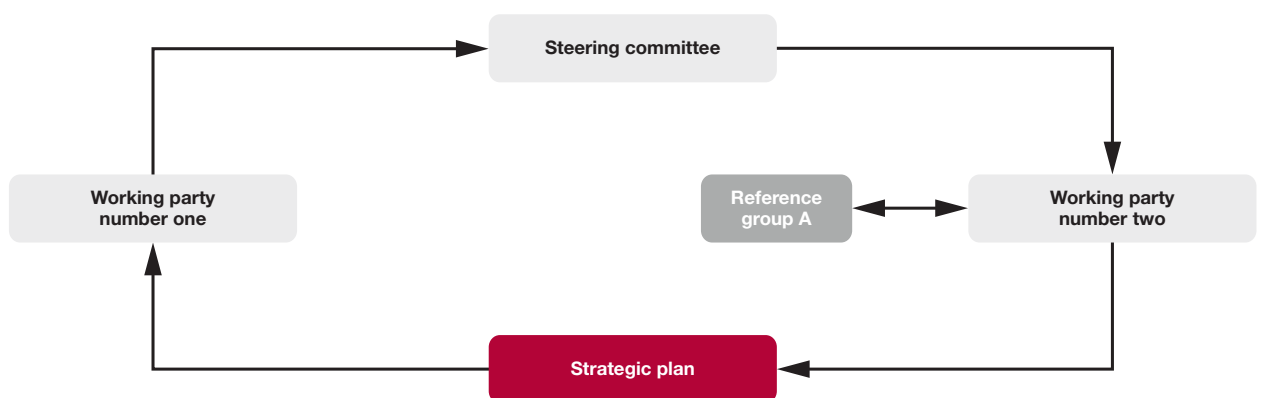 Steering committee
Working party
number one
Reference
group A
Working party
number two
Strategic plan